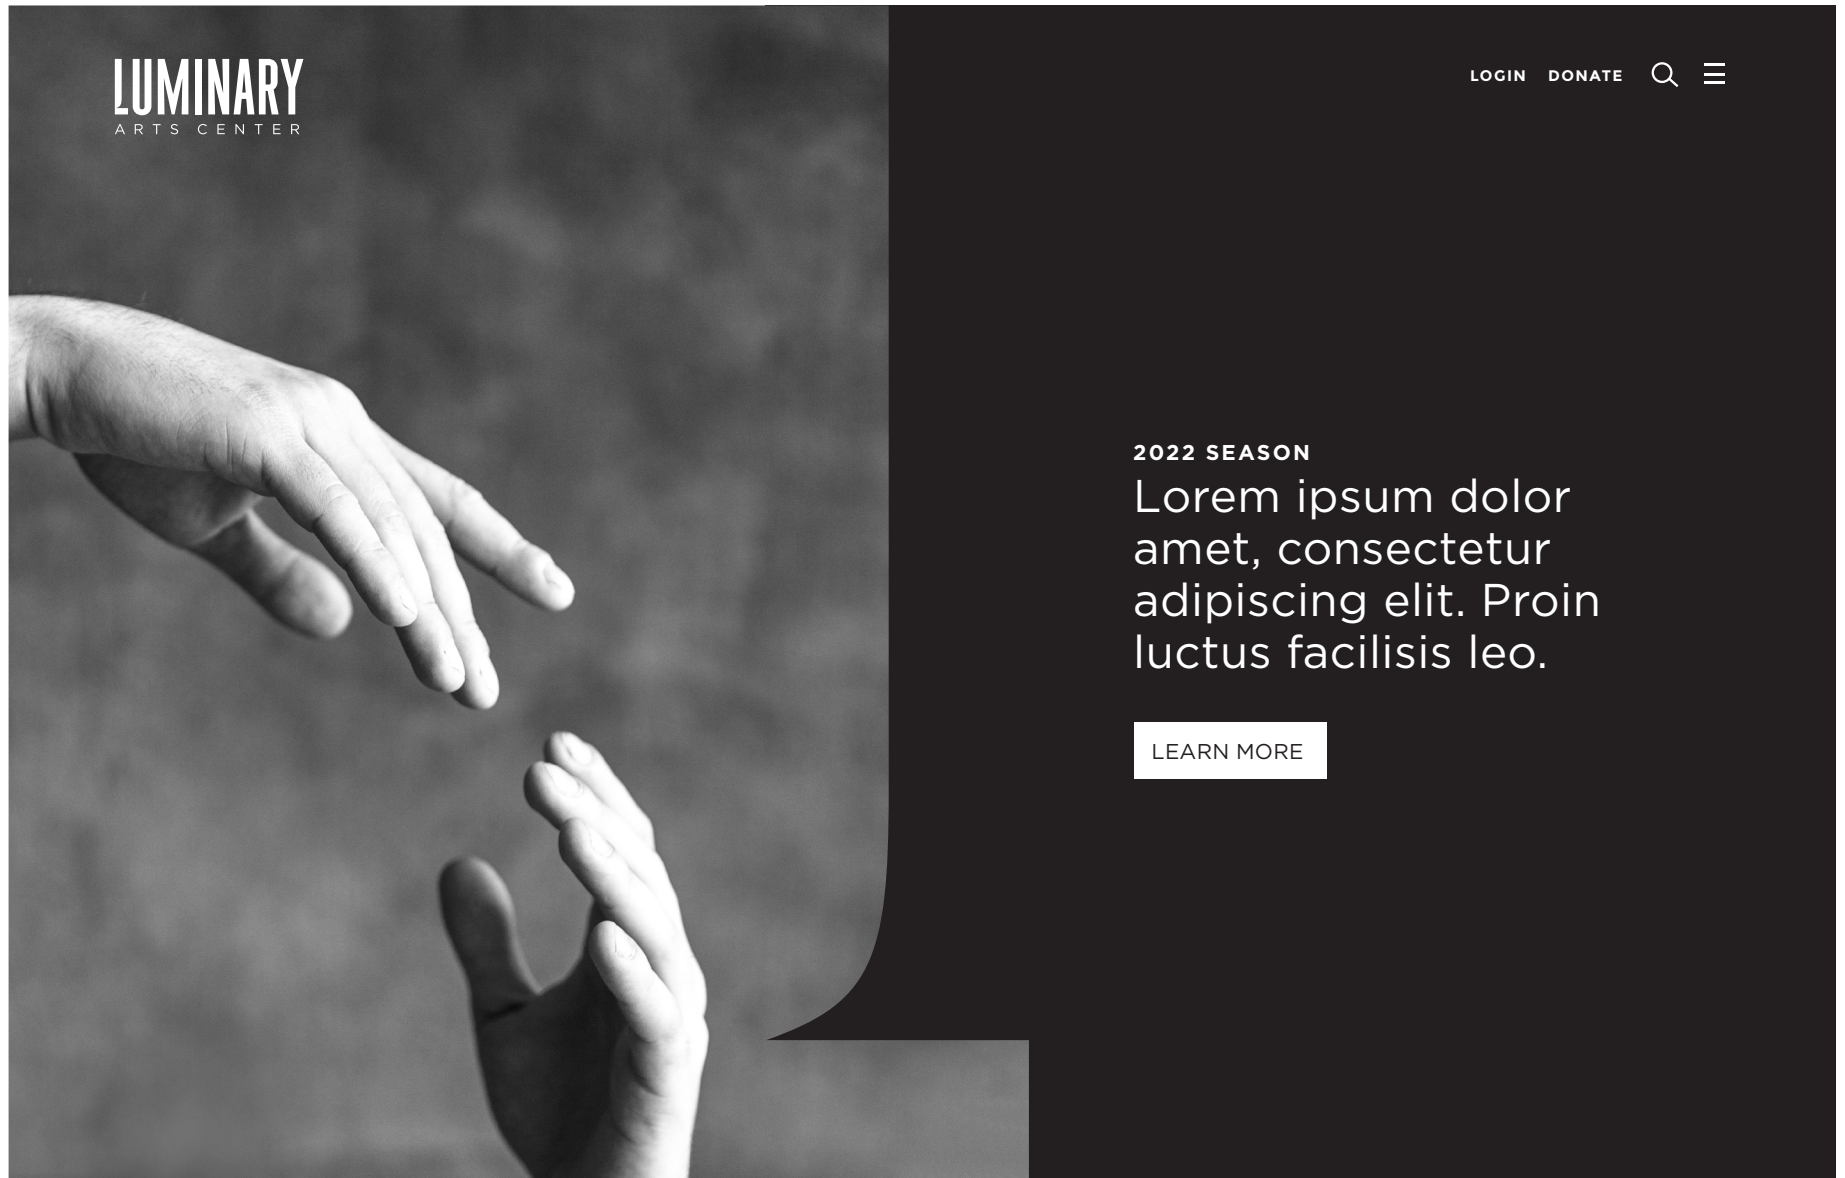 LUMINARY
ARTS CENTER
LOGIN DONATE
2022 SEASON
Lorem ipsum dolor
amet, consectetur
adipiscing elit. Proin
luctus facilisis leo.
LEARN MORE